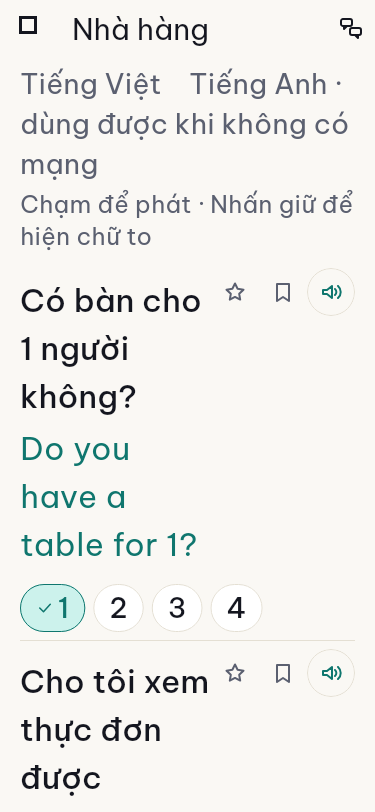 Nhà hàng
Tiếng Việt Tiếng Anh ·
dùng được khi không có
mạng
Chạm để phát · Nhấn giữ để
hiện chữ to
Có bàn cho
1 người
không?
Do you
have a
table for 1?
1 2 3 4
Cho tôi xem
thực đơn
được